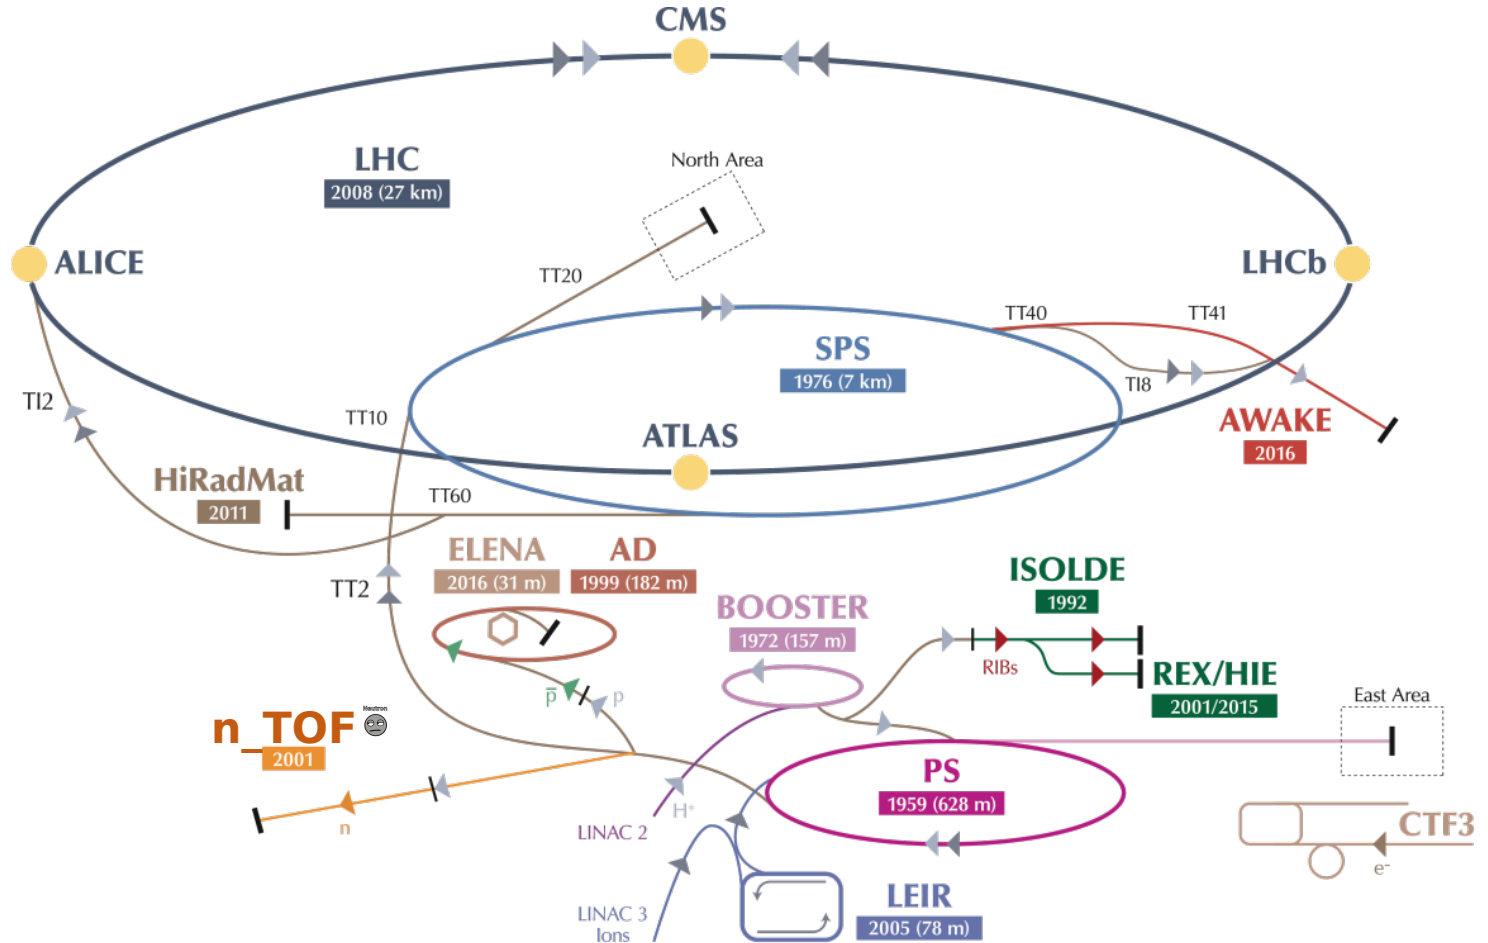 CMS
LHC
2008 (27 km)
North Area
ALICE
LHCb
TT20
TT40
TT41
SPS
1976 (7 km)
TI8
TI2
TT10
AWAKE
2016
ATLAS
HiRadMat
2011
TT60
ELENA
2016 (31 m)
AD
1999 (182 m)
TT2
ISOLDE
1992
BOOSTER
1972 (157 m)
RIBs
REX/HIE
2001/2015
p̅
p
East Area
n_TOF
Neutron
2001
PS
1959 (628 m)
n
H⁺
LINAC 2
CTF3
e⁻
LEIR
2005 (78 m)
LINAC 3
Ions